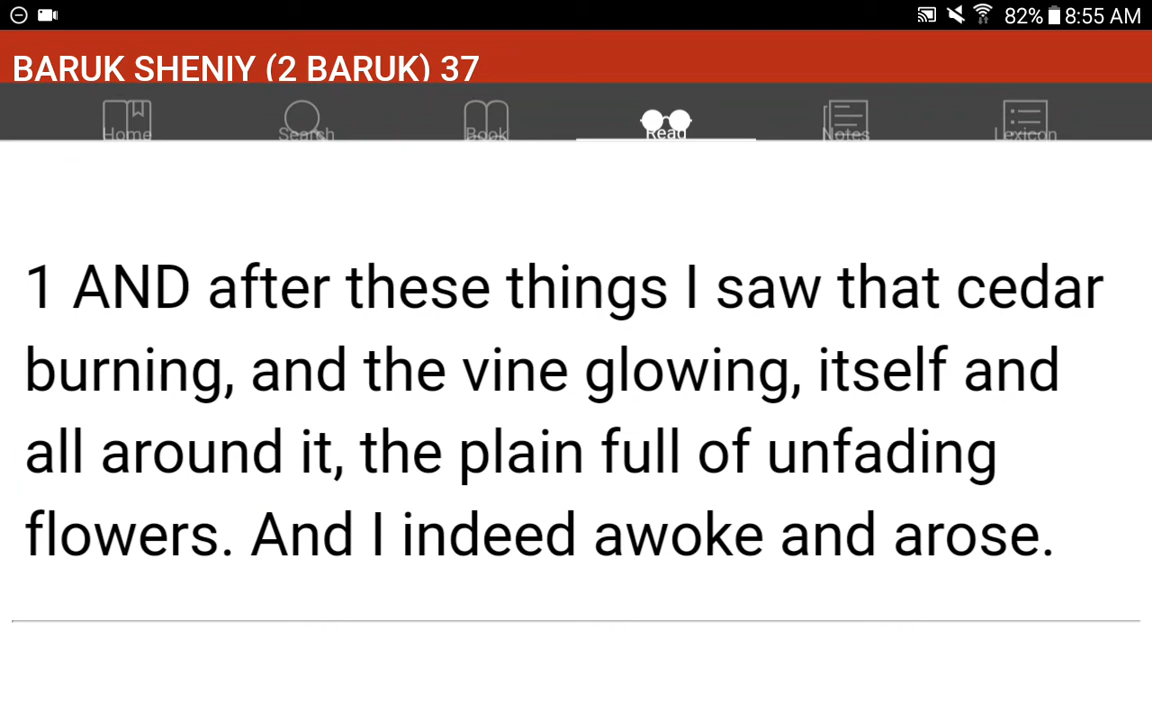 82% 8:55 AM
BARUK SHENIY (2 BARUK) 37
Home Search Book Read Notes Lexicon
1 AND after these things I saw that cedar
burning, and the vine glowing, itself and
all around it, the plain full of unfading
flowers. And I indeed awoke and arose.